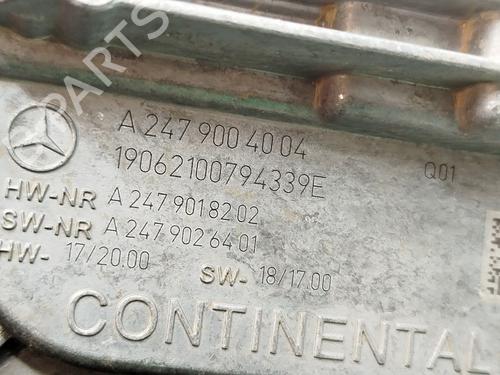 A 247 900 40 04
19062100794339E
Q01
HW-NR A 247 901 82 02
SW-NR A 247 902 64 01
HW- 17/20.00
SW- 18/17.00
CONTINENTAL
PARTS